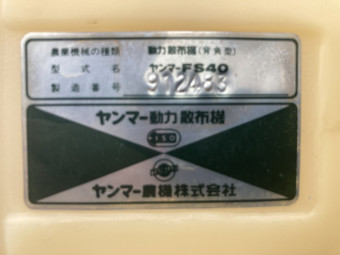 農業機械の種類 動力散布機(背負型)
型式名 ヤンマーFS40
製造番号 912483
ヤンマー動力散布機
ヤンマー農機株式会社